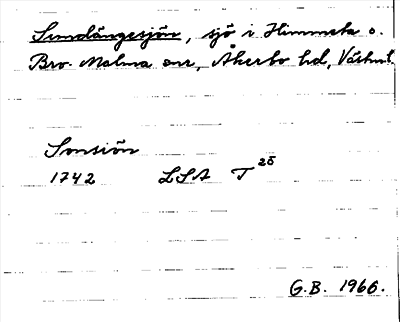 Sundängesjön, sjö i Himmeta o.
Bro-Malma snr, Åkerbo hd, Västml.
Sonsiön
1742 LSA T 25
G.B. 1966.